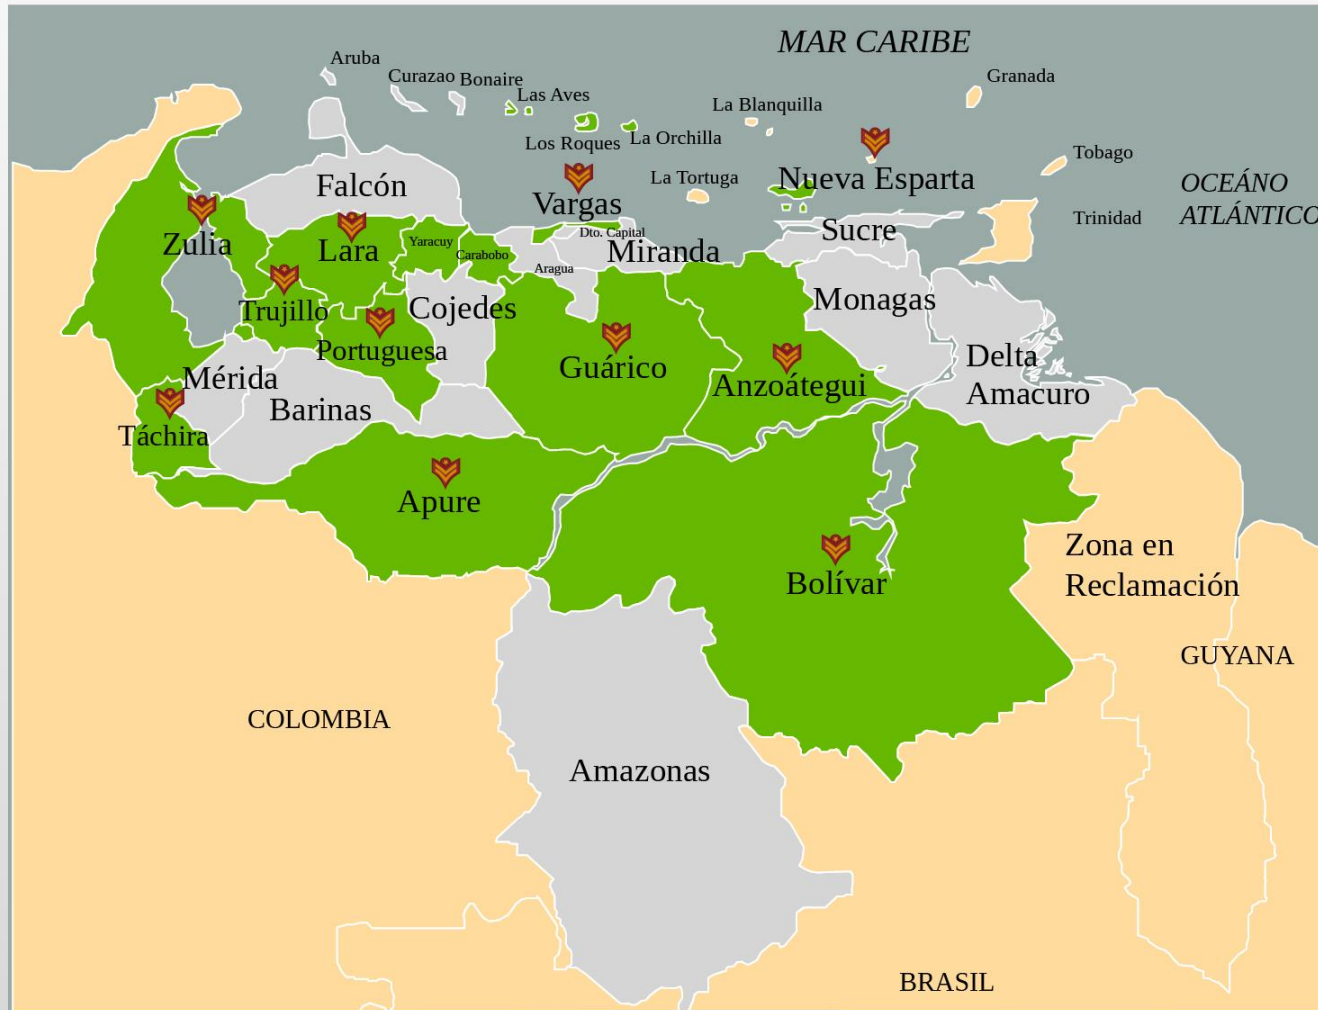 MAR CARIBE
Aruba
Curazao
Bonaire
Granada
Las Aves
La Blanquilla
Los Roques
La Orchilla
Tobago
La Tortuga
Nueva Esparta
Falcón
OCEÁNO
ATLÁNTICO
Vargas
Trinidad
Zulia
Lara
Yaracuy
Carabobo
Dto. Capital
Sucre
Aragua
Miranda
Trujillo
Cojedes
Monagas
Portuguesa
Guárico
Delta
Amacuro
Mérida
Anzoátegui
Barinas
Táchira
Apure
Zona en
Reclamación
Bolívar
GUYANA
COLOMBIA
Amazonas
BRASIL